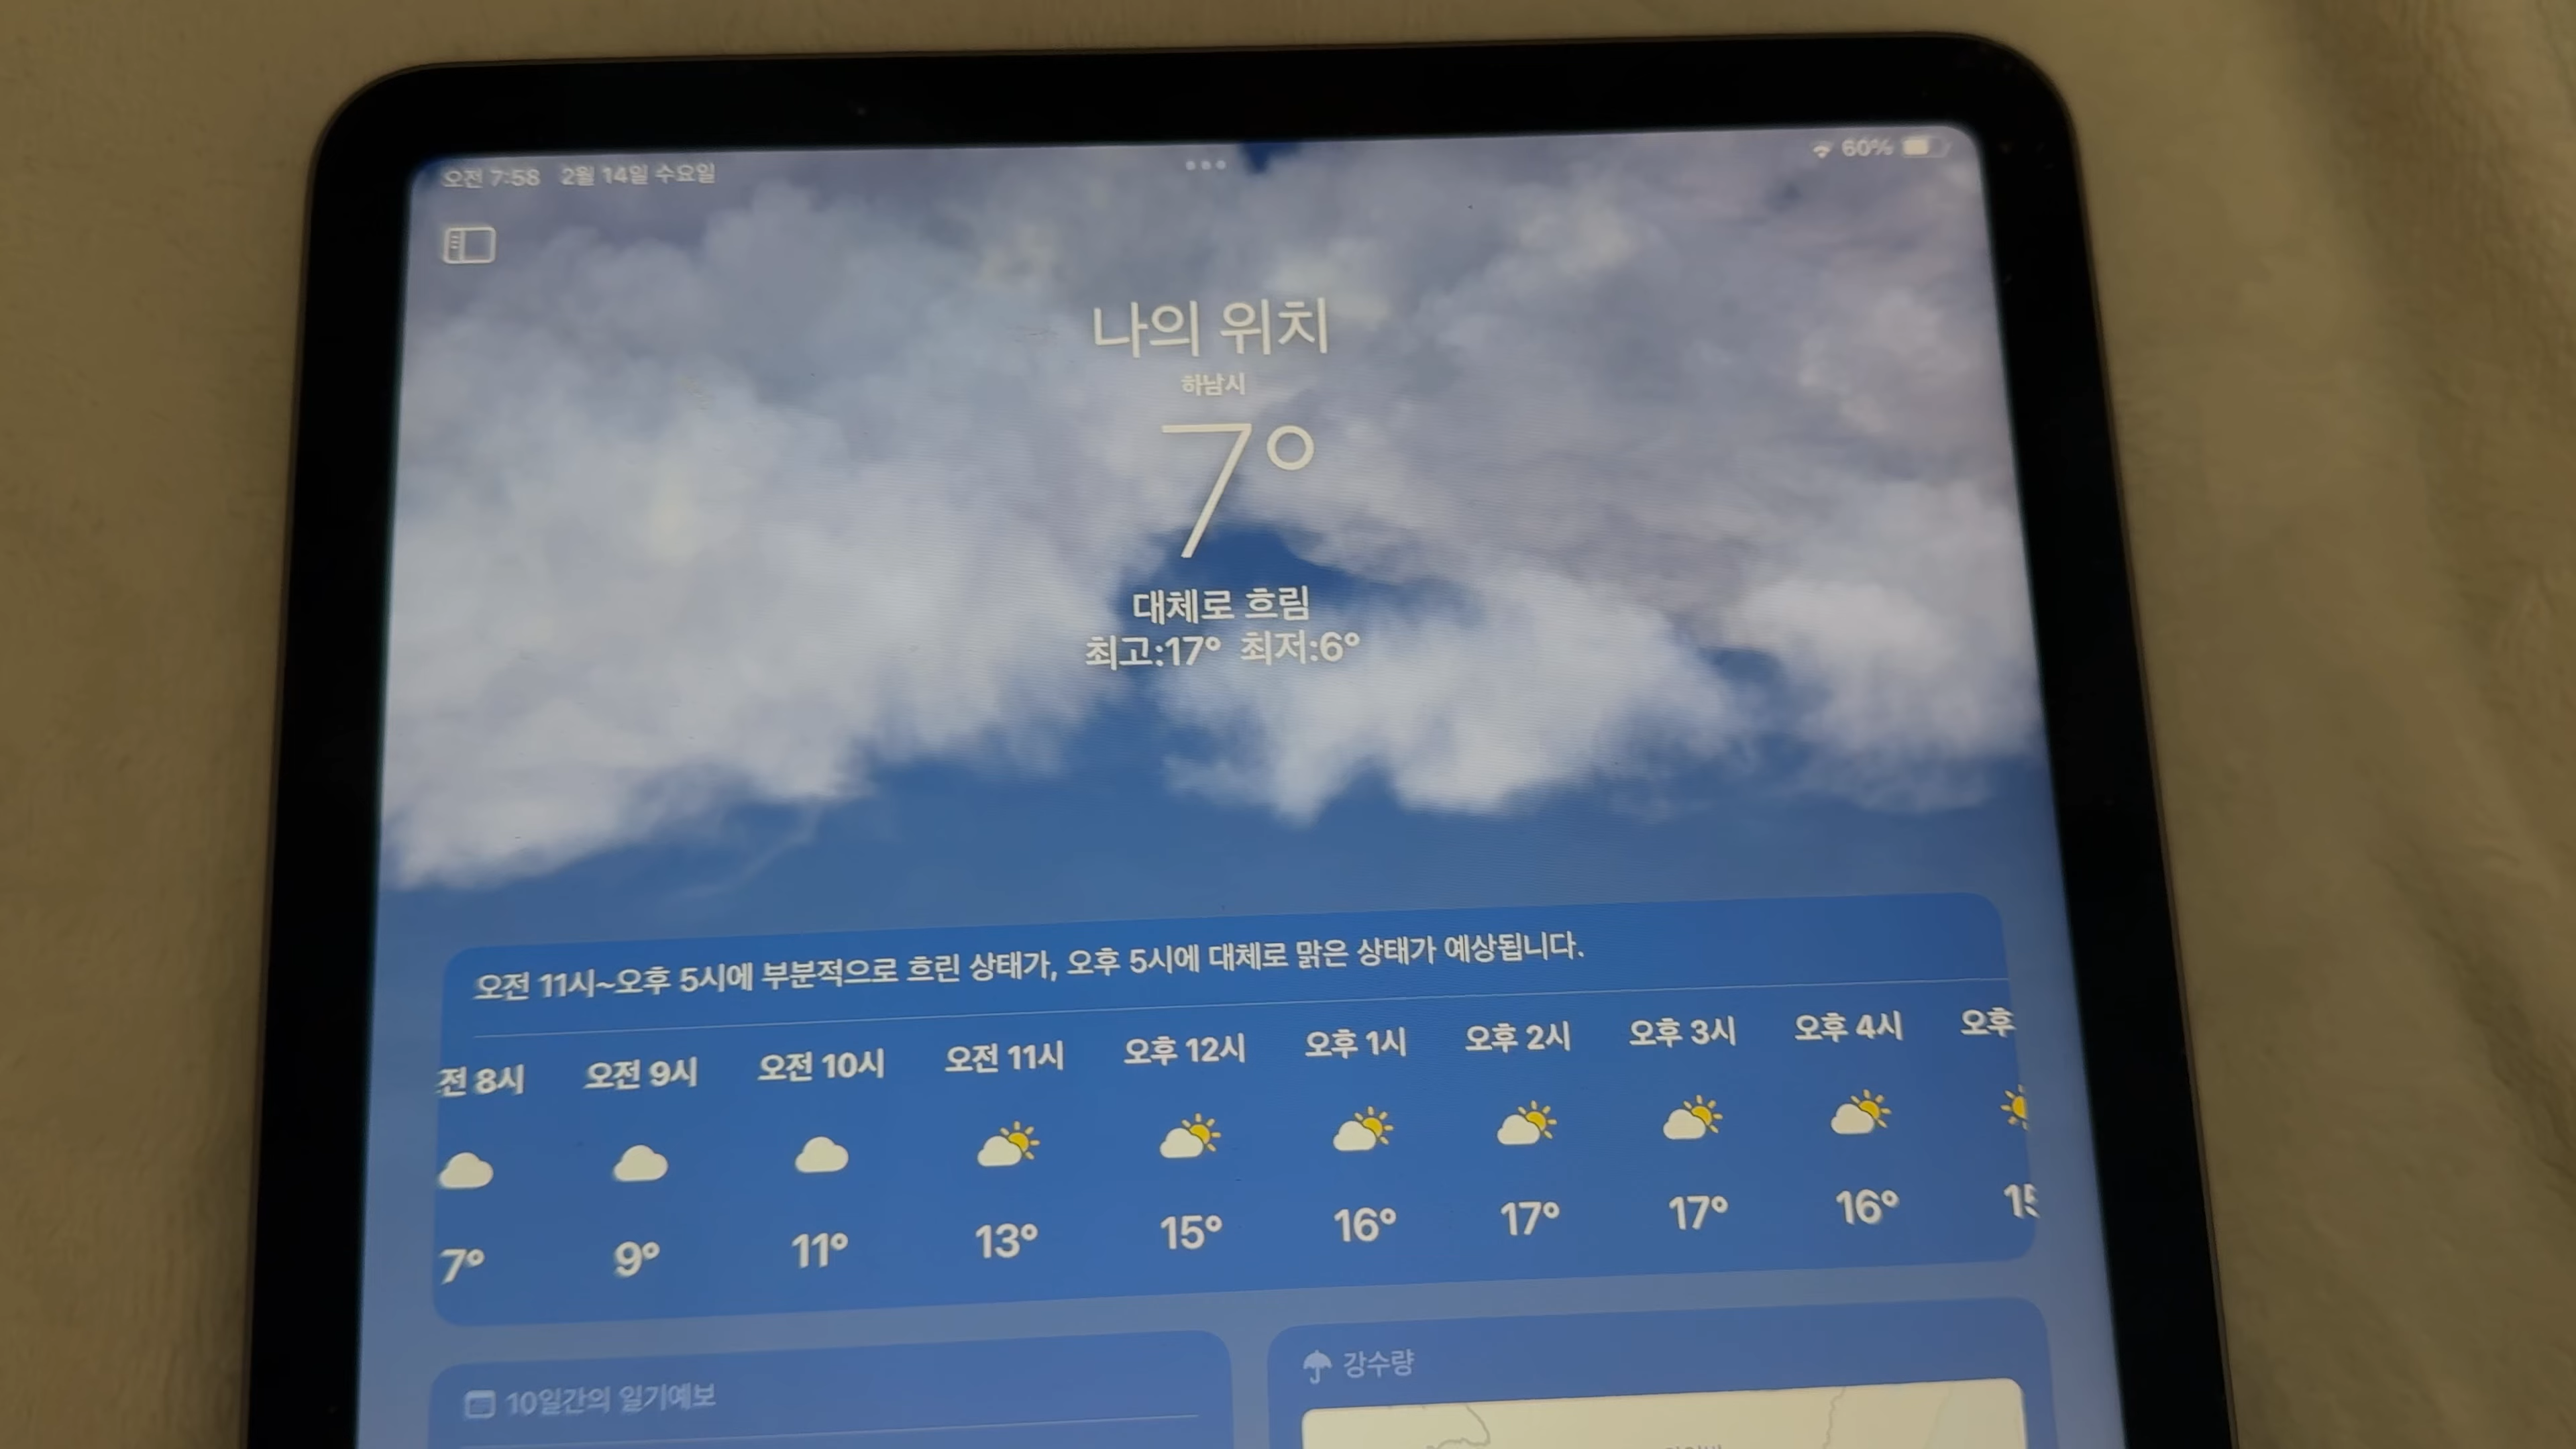 오전 7:58 2월 14일 수요일
60%
나의 위치
하남시
7°
대체로 흐림
최고:17° 최저:6°
오전 11시~오후 5시에 부분적으로 흐린 상태가, 오후 5시에 대체로 맑은 상태가 예상됩니다.
전 8시 오전 9시 오전 10시 오전 11시 오후 12시 오후 1시 오후 2시 오후 3시 오후 4시 오후
7° 9° 11° 13° 15° 16° 17° 17° 16° 15
10일간의 일기예보
강수량